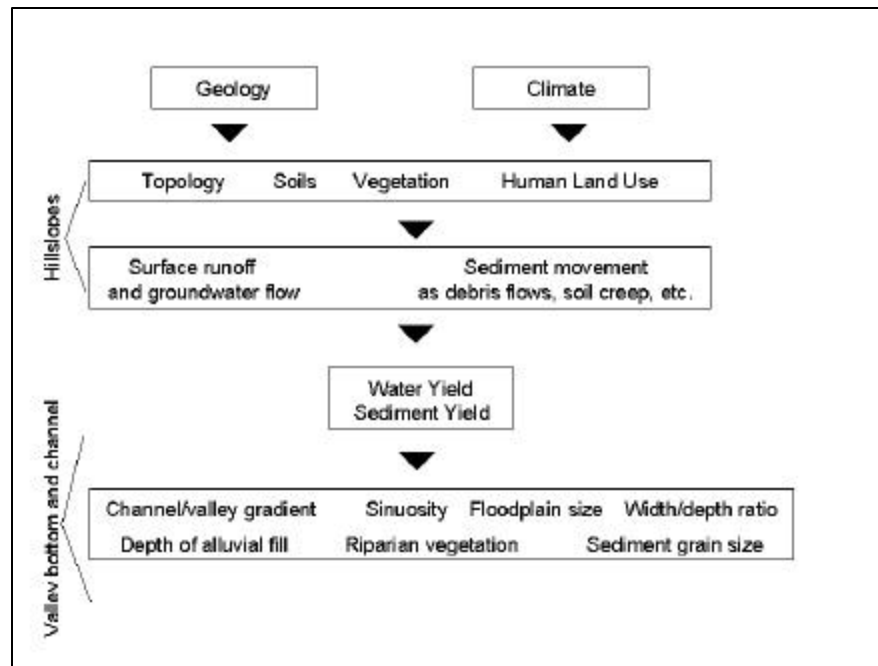 Geology
Climate
Topology Soils Vegetation Human Land Use
Hillslopes
Surface runoff
and groundwater flow
Sediment movement
as debris flows, soil creep, etc.
Water Yield
Sediment Yield
Valley bottom and channel
Channel/valley gradient Sinuosity Floodplain size Width/depth ratio
Depth of alluvial fill Riparian vegetation Sediment grain size